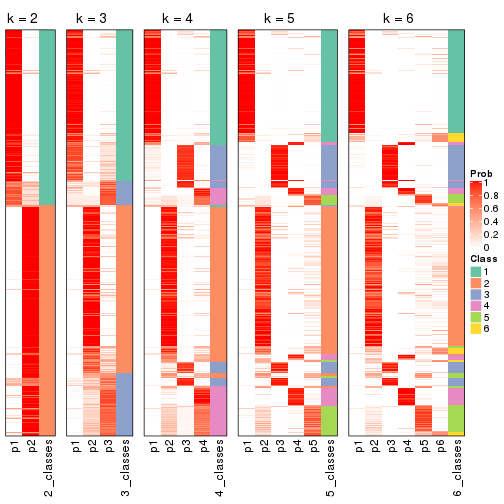 k = 2
k = 3
k = 4
k = 5
k = 6
Prob
1
0.8
0.6
0.4
0.2
0
Class
1
2
3
4
5
6
p1
p2
2_classes
p1
p2
p3
3_classes
p1
p2
p3
p4
4_classes
p1
p2
p3
p4
p5
5_classes
p1
p2
p3
p4
p5
p6
6_classes